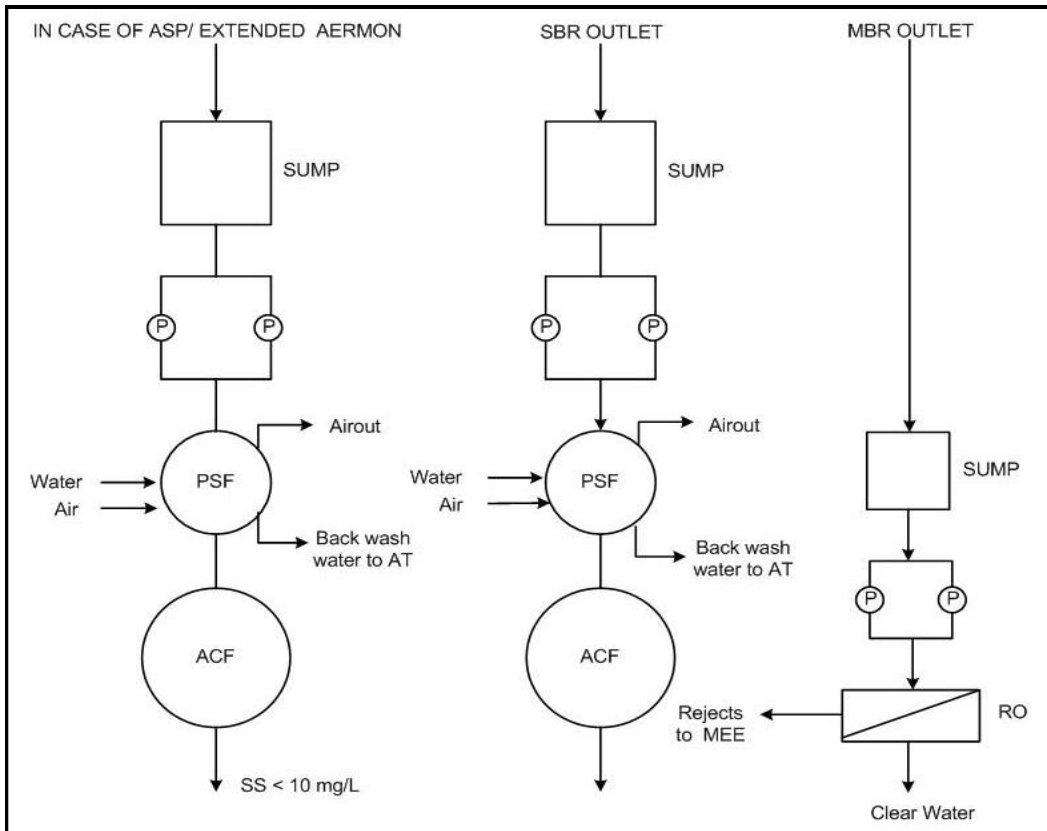 IN CASE OF ASP/ EXTENDED AERMON
SUMP
P
P
Airout
Water
Air
PSF
Back wash
water to AT
ACF
SS < 10 mg/L
SBR OUTLET
SUMP
P
P
Airout
Water
Air
PSF
Back wash
water to AT
ACF
MBR OUTLET
SUMP
P
P
RO
Rejects
to MEE
Clear Water